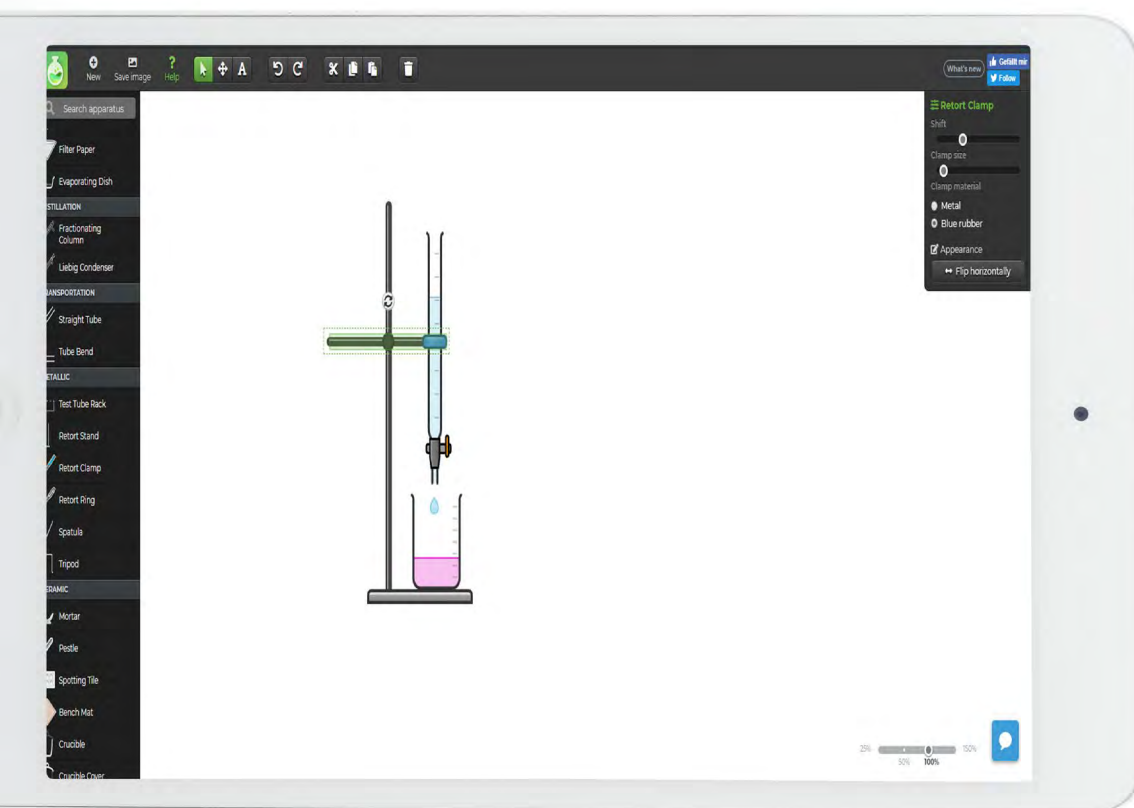 New
Save image
Help
A
What's new
Gefällt mir
Follow
Search apparatus
Filter Paper
Evaporating Dish
STILLATION
Fractionating
Column
Liebig Condenser
RANSPORTATION
Straight Tube
Tube Bend
ETALLIC
Test Tube Rack
Retort Stand
Retort Clamp
Retort Ring
Spatula
Tripod
ERAMIC
Mortar
Pestle
Spotting Tile
Bench Mat
Crucible
Crucible Cover
Retort Clamp
Shift
Clamp size
Clamp material
Metal
Blue rubber
Appearance
Flip horizontally
25%
150%
50%
100%